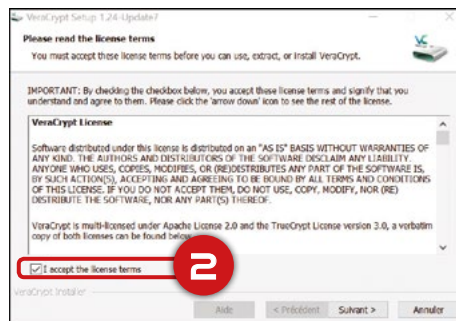 VeraCrypt Setup 1.24-Update7
Please read the license terms
You must accept these license terms before you can use, extract, or install VeraCrypt.
VC
IMPORTANT: By checking the checkbox below, you accept these license terms and signify that you
understand and agree to them. Please click the 'arrow down' icon to see the rest of the license.
VeraCrypt License
Software distributed under this license is distributed on an "AS IS" BASIS WITHOUT WARRANTIES OF
ANY KIND. THE AUTHORS AND DISTRIBUTORS OF THE SOFTWARE DISCLAIM ANY LIABILITY.
ANYONE WHO USES, COPIES, MODIFIES, OR (RE)DISTRIBUTES ANY PART OF THE SOFTWARE IS,
BY SUCH ACTION(S), ACCEPTING AND AGREEING TO BE BOUND BY ALL TERMS AND CONDITIONS
OF THIS LICENSE. IF YOU DO NOT ACCEPT THEM, DO NOT USE, COPY, MODIFY, NOR (RE)
DISTRIBUTE THE SOFTWARE, NOR ANY PART(S) THEREOF.
VeraCrypt is multi-licensed under Apache License 2.0 and the TrueCrypt License version 3.0, a verbatim
copy of both licenses can be found below.
I accept the license terms
2
VeraCrypt Installer
Aide
< Précédent
Suivant >
Annuler